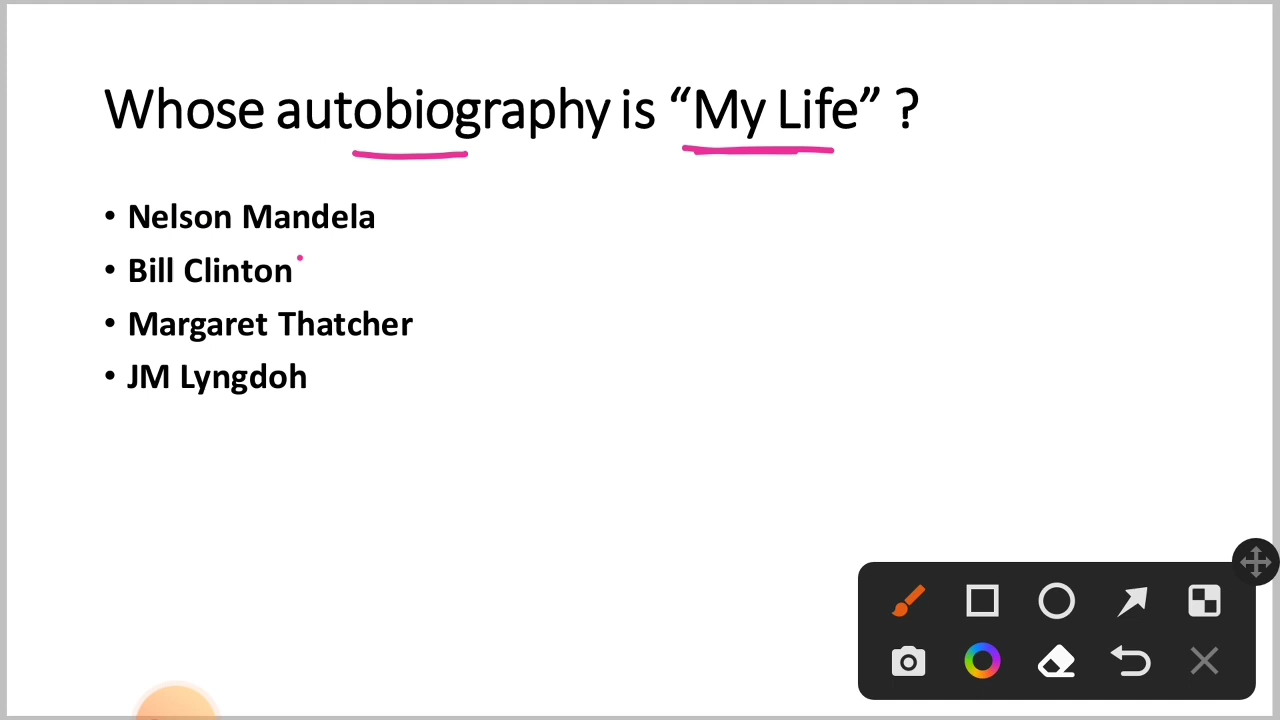 Whose autobiography is “My Life” ?
• Nelson Mandela
• Bill Clinton
• Margaret Thatcher
• JM Lyngdoh